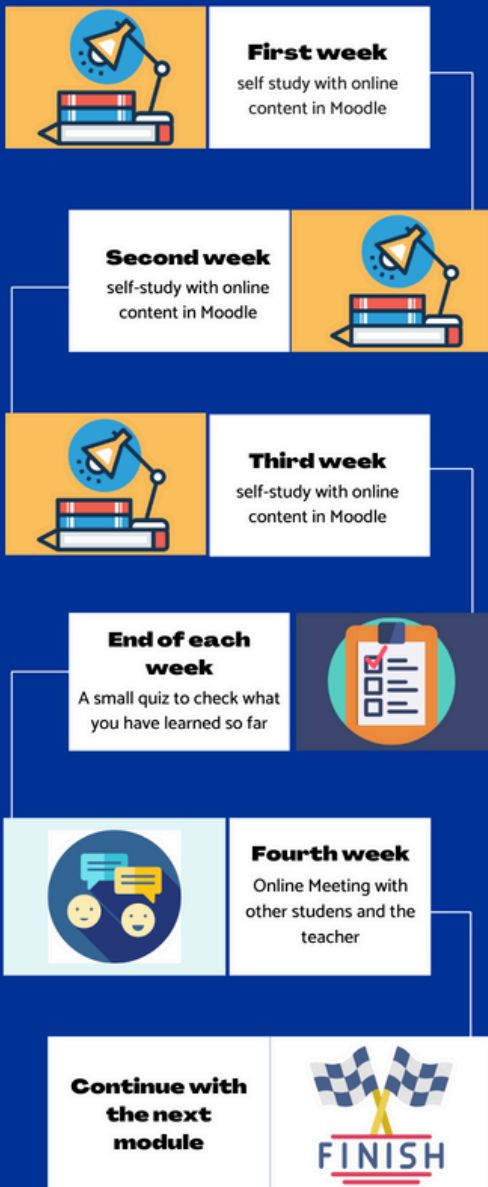 First week
self study with online
content in Moodle
Second week
self-study with online
content in Moodle
Third week
self-study with online
content in Moodle
End of each
week
A small quiz to check what
you have learned so far
Fourth week
Online Meeting with
other studens and the
teacher
Continue with
the next
module
FINISH